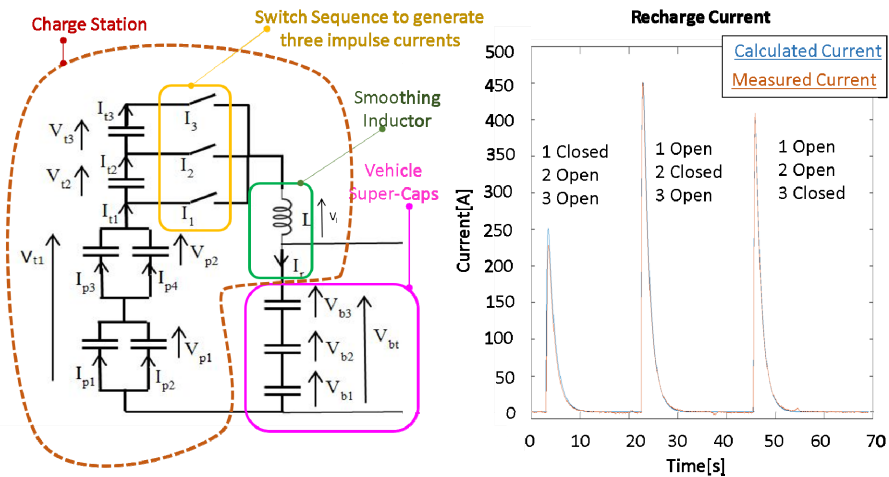 Charge Station
Switch Sequence to generate
three impulse currents
Smoothing
Inductor
Vehicle
Super-Caps
It3
Vt3
I3
It2
Vt2
I2
It1
I1
L
Vl
Vt1
Vp2
Ip3
Ip4
Ir
Vb3
Vp1
Vb2
Vbt
Ip1
Ip2
Vb1
Recharge Current
Calculated Current
Measured Current
1 Closed
2 Open
3 Open
1 Open
2 Closed
3 Open
1 Open
2 Open
3 Closed
Current[A]
500
450
400
350
300
250
200
150
100
50
0
0 10 20 30 40 50 60 70
Time[s]